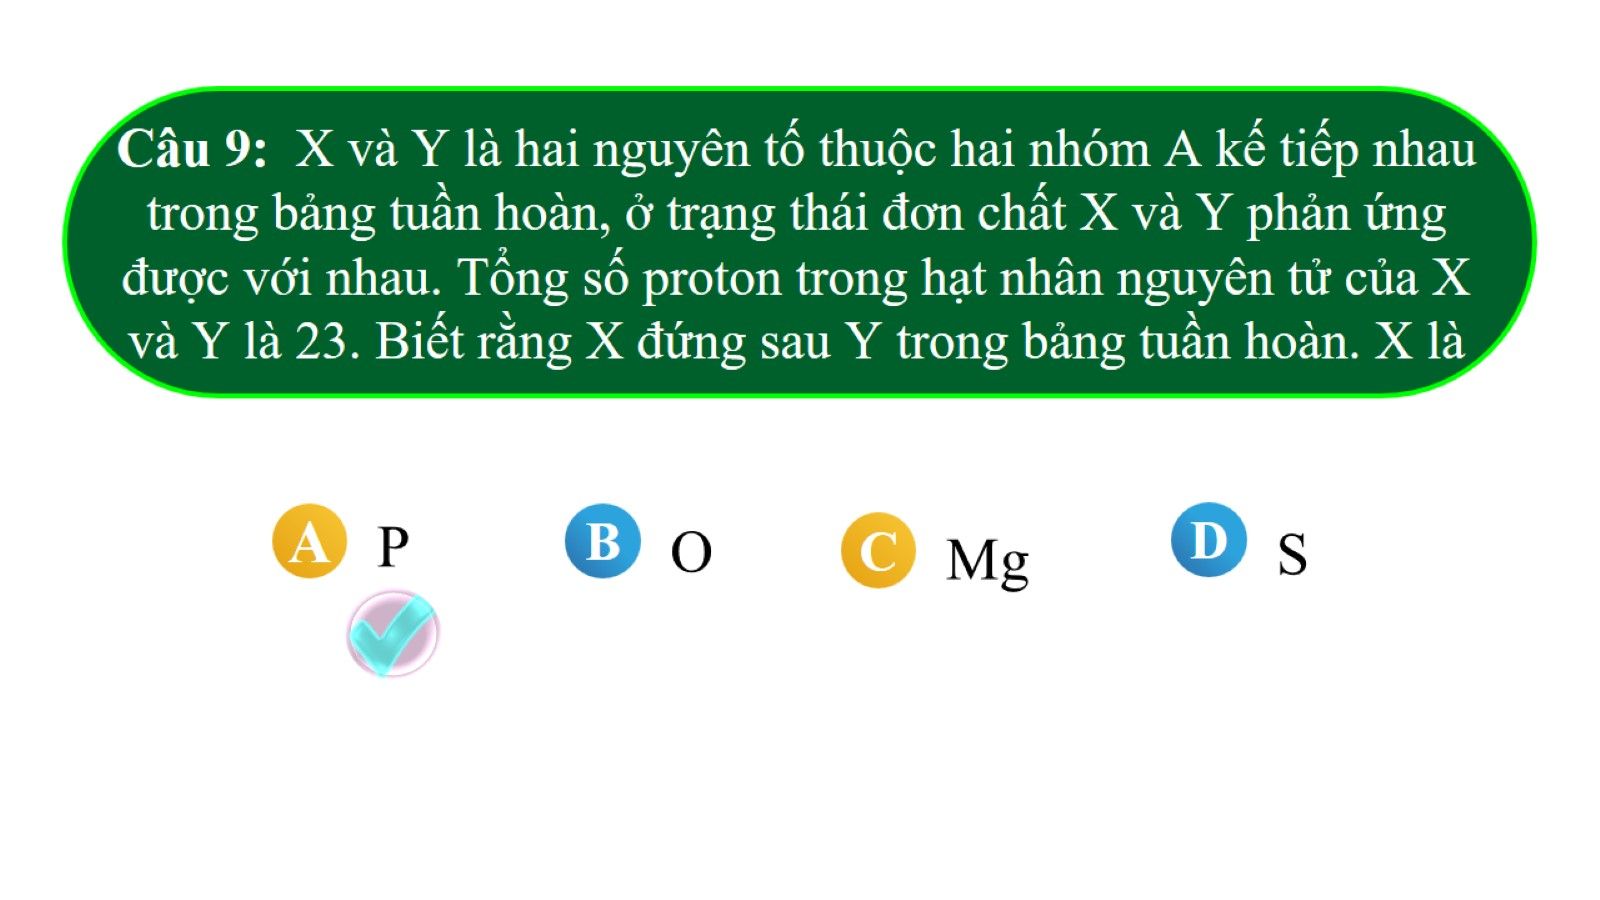 Câu 9: X và Y là hai nguyên tố thuộc hai nhóm A kế tiếp nhau
trong bảng tuần hoàn, ở trạng thái đơn chất X và Y phản ứng
được với nhau. Tổng số proton trong hạt nhân nguyên tử của X
và Y là 23. Biết rằng X đứng sau Y trong bảng tuần hoàn. X là
A P B O C Mg D S